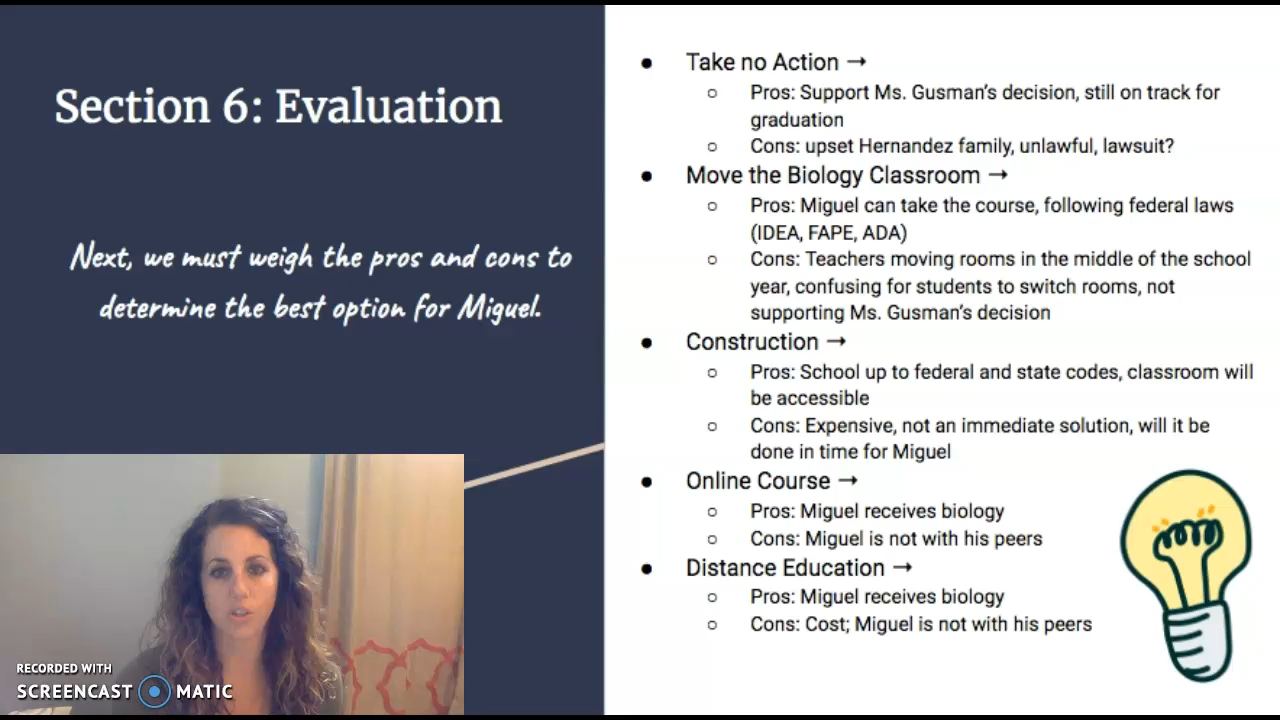 Section 6: Evaluation
Next, we must weigh the pros and cons to
determine the best option for Miguel.
● Take no Action →
○ Pros: Support Ms. Gusman's decision, still on track for
graduation
○ Cons: upset Hernandez family, unlawful, lawsuit?
● Move the Biology Classroom →
○ Pros: Miguel can take the course, following federal laws
(IDEA, FAPE, ADA)
○ Cons: Teachers moving rooms in the middle of the school
year, confusing for students to switch rooms, not
supporting Ms. Gusman's decision
● Construction →
○ Pros: School up to federal and state codes, classroom will
be accessible
○ Cons: Expensive, not an immediate solution, will it be
done in time for Miguel
● Online Course →
○ Pros: Miguel receives biology
○ Cons: Miguel is not with his peers
● Distance Education →
○ Pros: Miguel receives biology
○ Cons: Cost; Miguel is not with his peers
RECORDED WITH
SCREENCAST MATIC